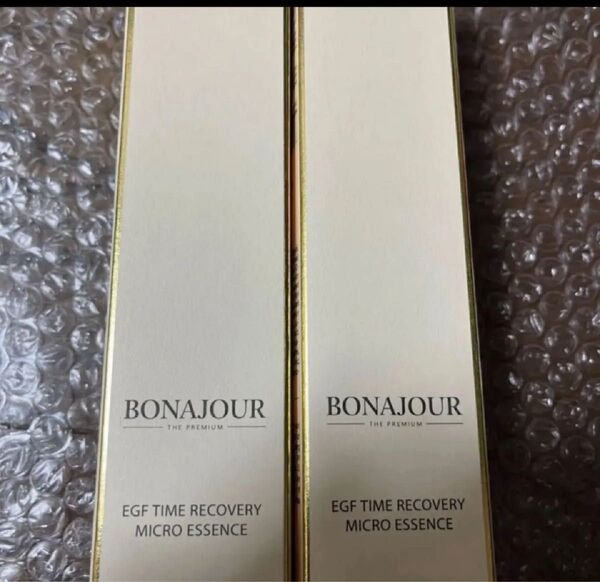 BONAJOUR
THE PREMIUM
EGF TIME RECOVERY
MICRO ESSENCE
BONAJOUR
THE PREMIUM
EGF TIME RECOVERY
MICRO ESSENCE